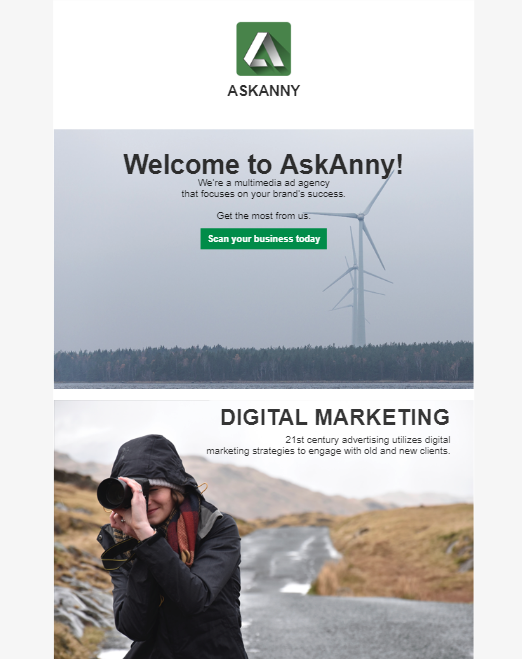 ASKANNY
Welcome to AskAnny!
We're a multimedia ad agency
that focuses on your brand's success.
Get the most from us.
Scan your business today
DIGITAL MARKETING
21st century advertising utilizes digital
marketing strategies to engage with old and new clients.